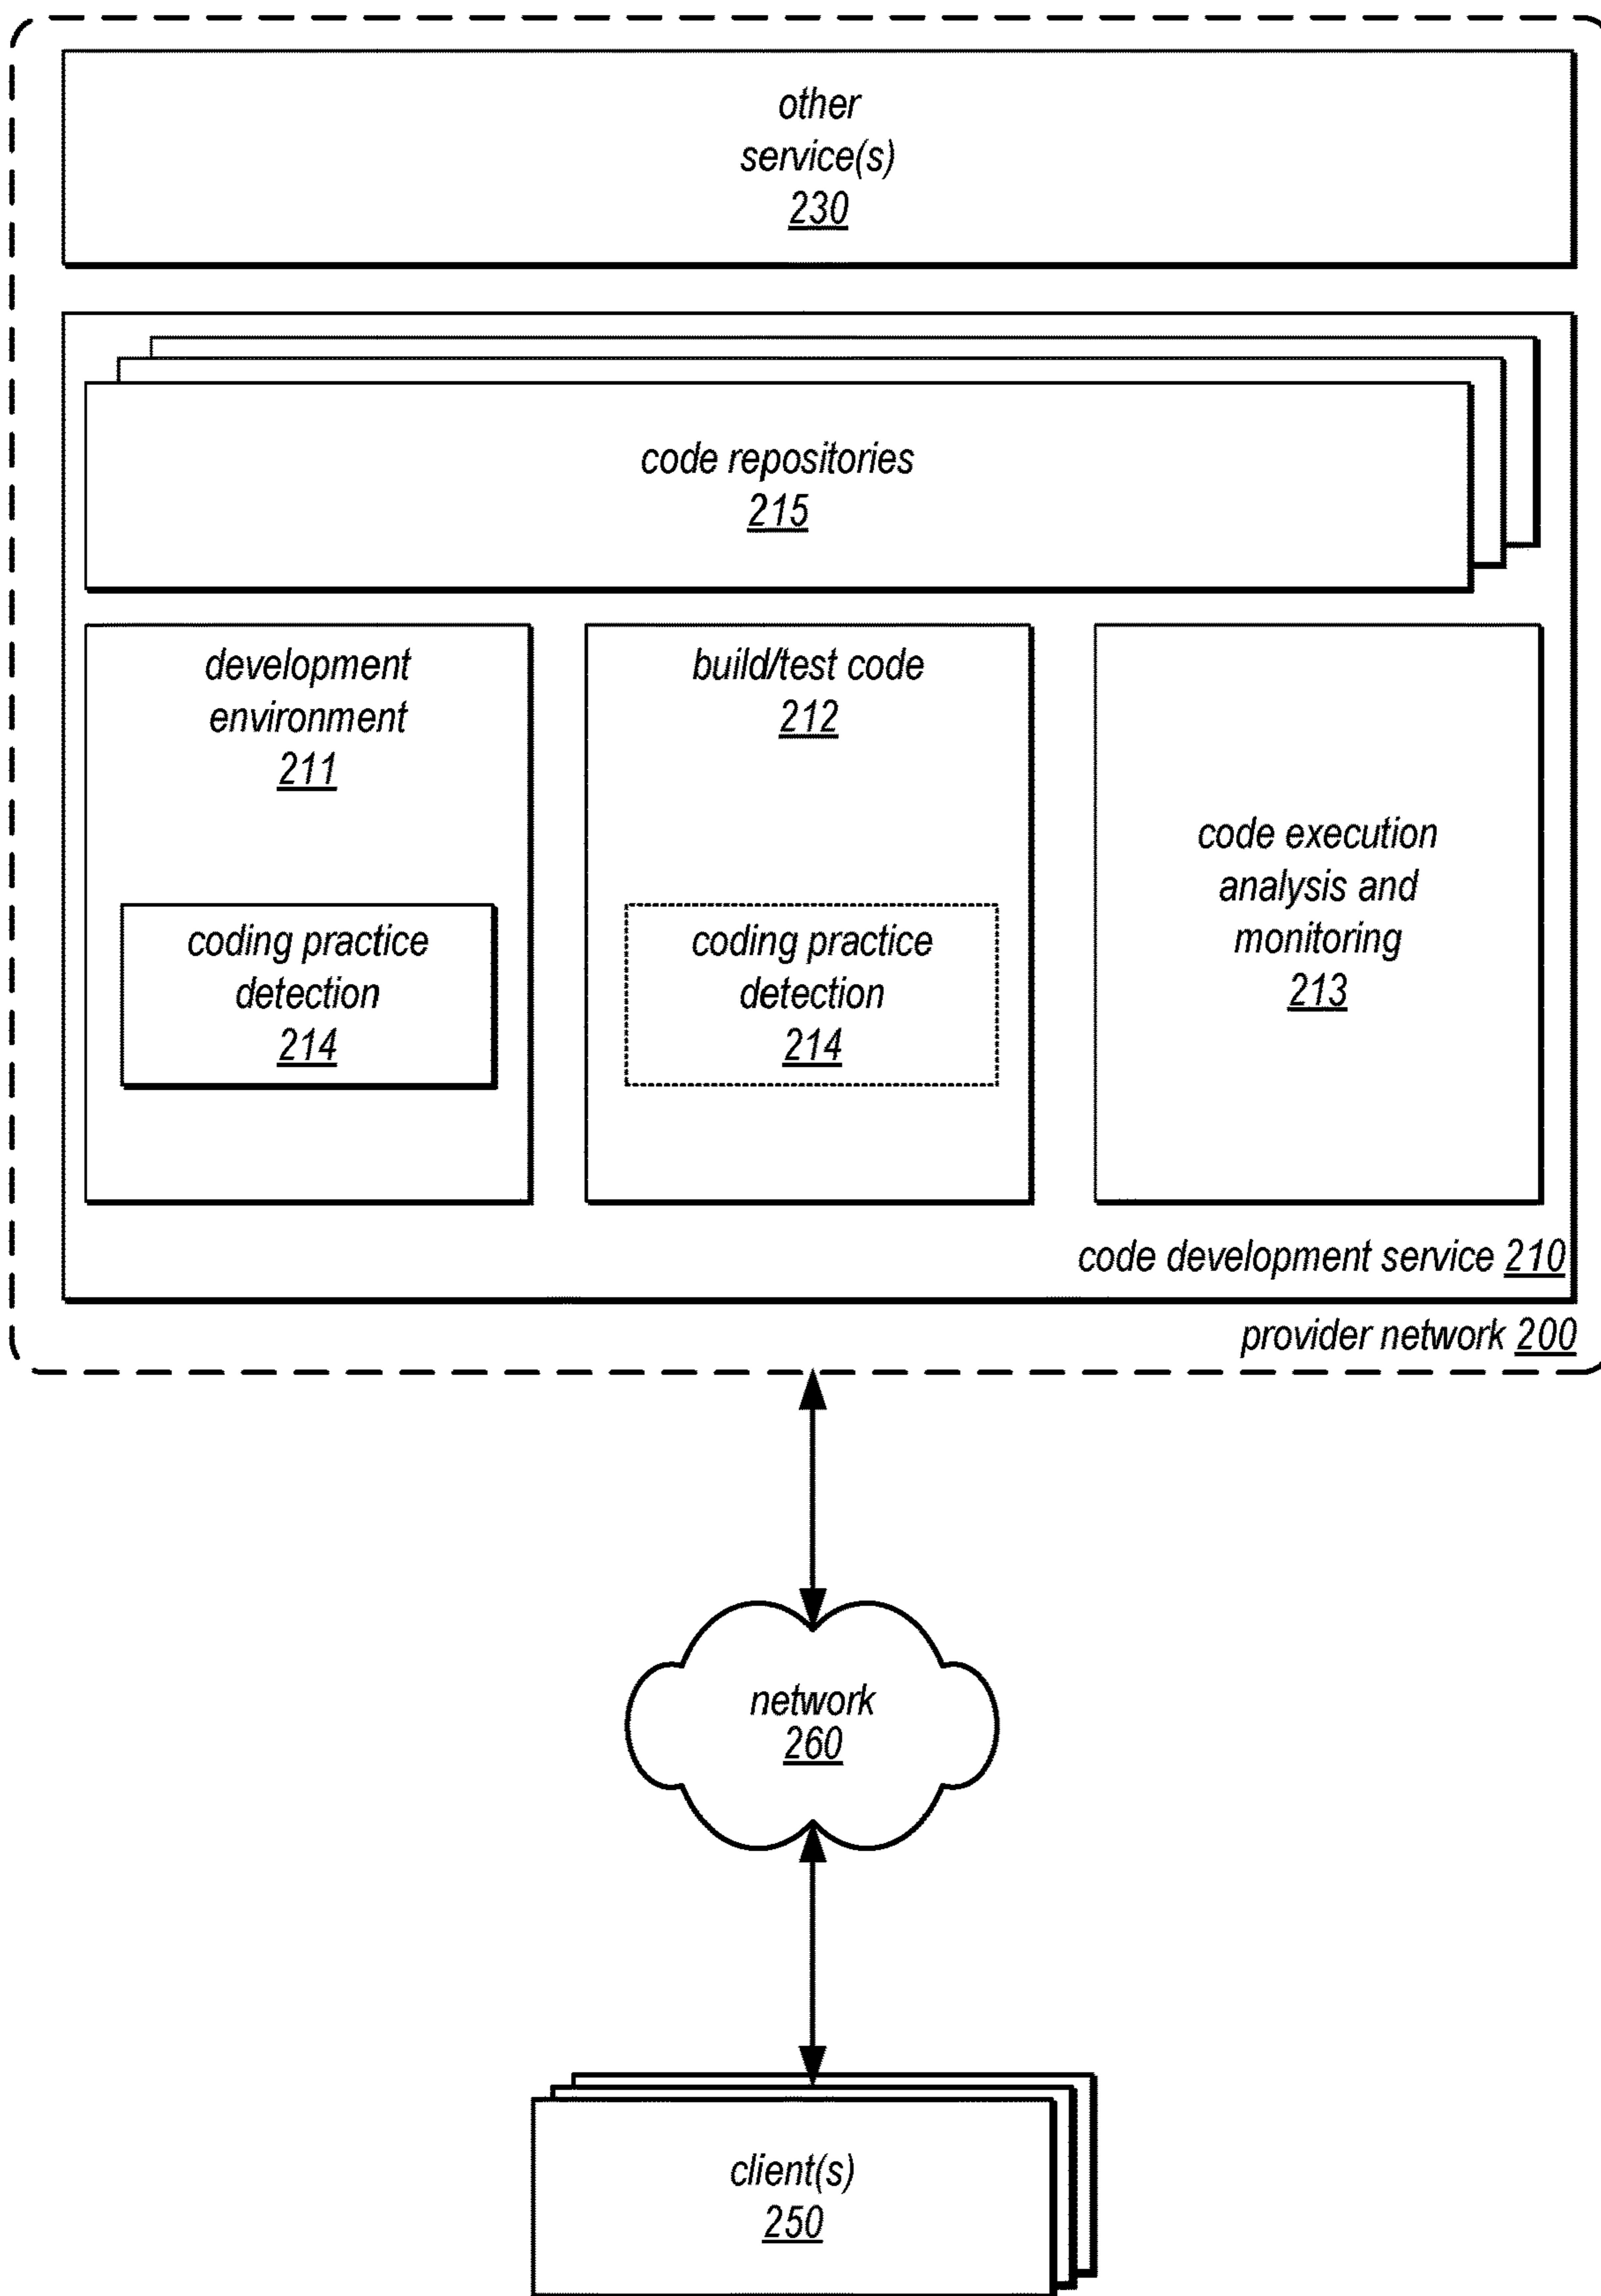 other
service(s)
230
code repositories
215
development
environment
211
coding practice
detection
214
build/test code
212
coding practice
detection
214
code execution
analysis and
monitoring
213
code development service 210
provider network 200
network
260
client(s)
250